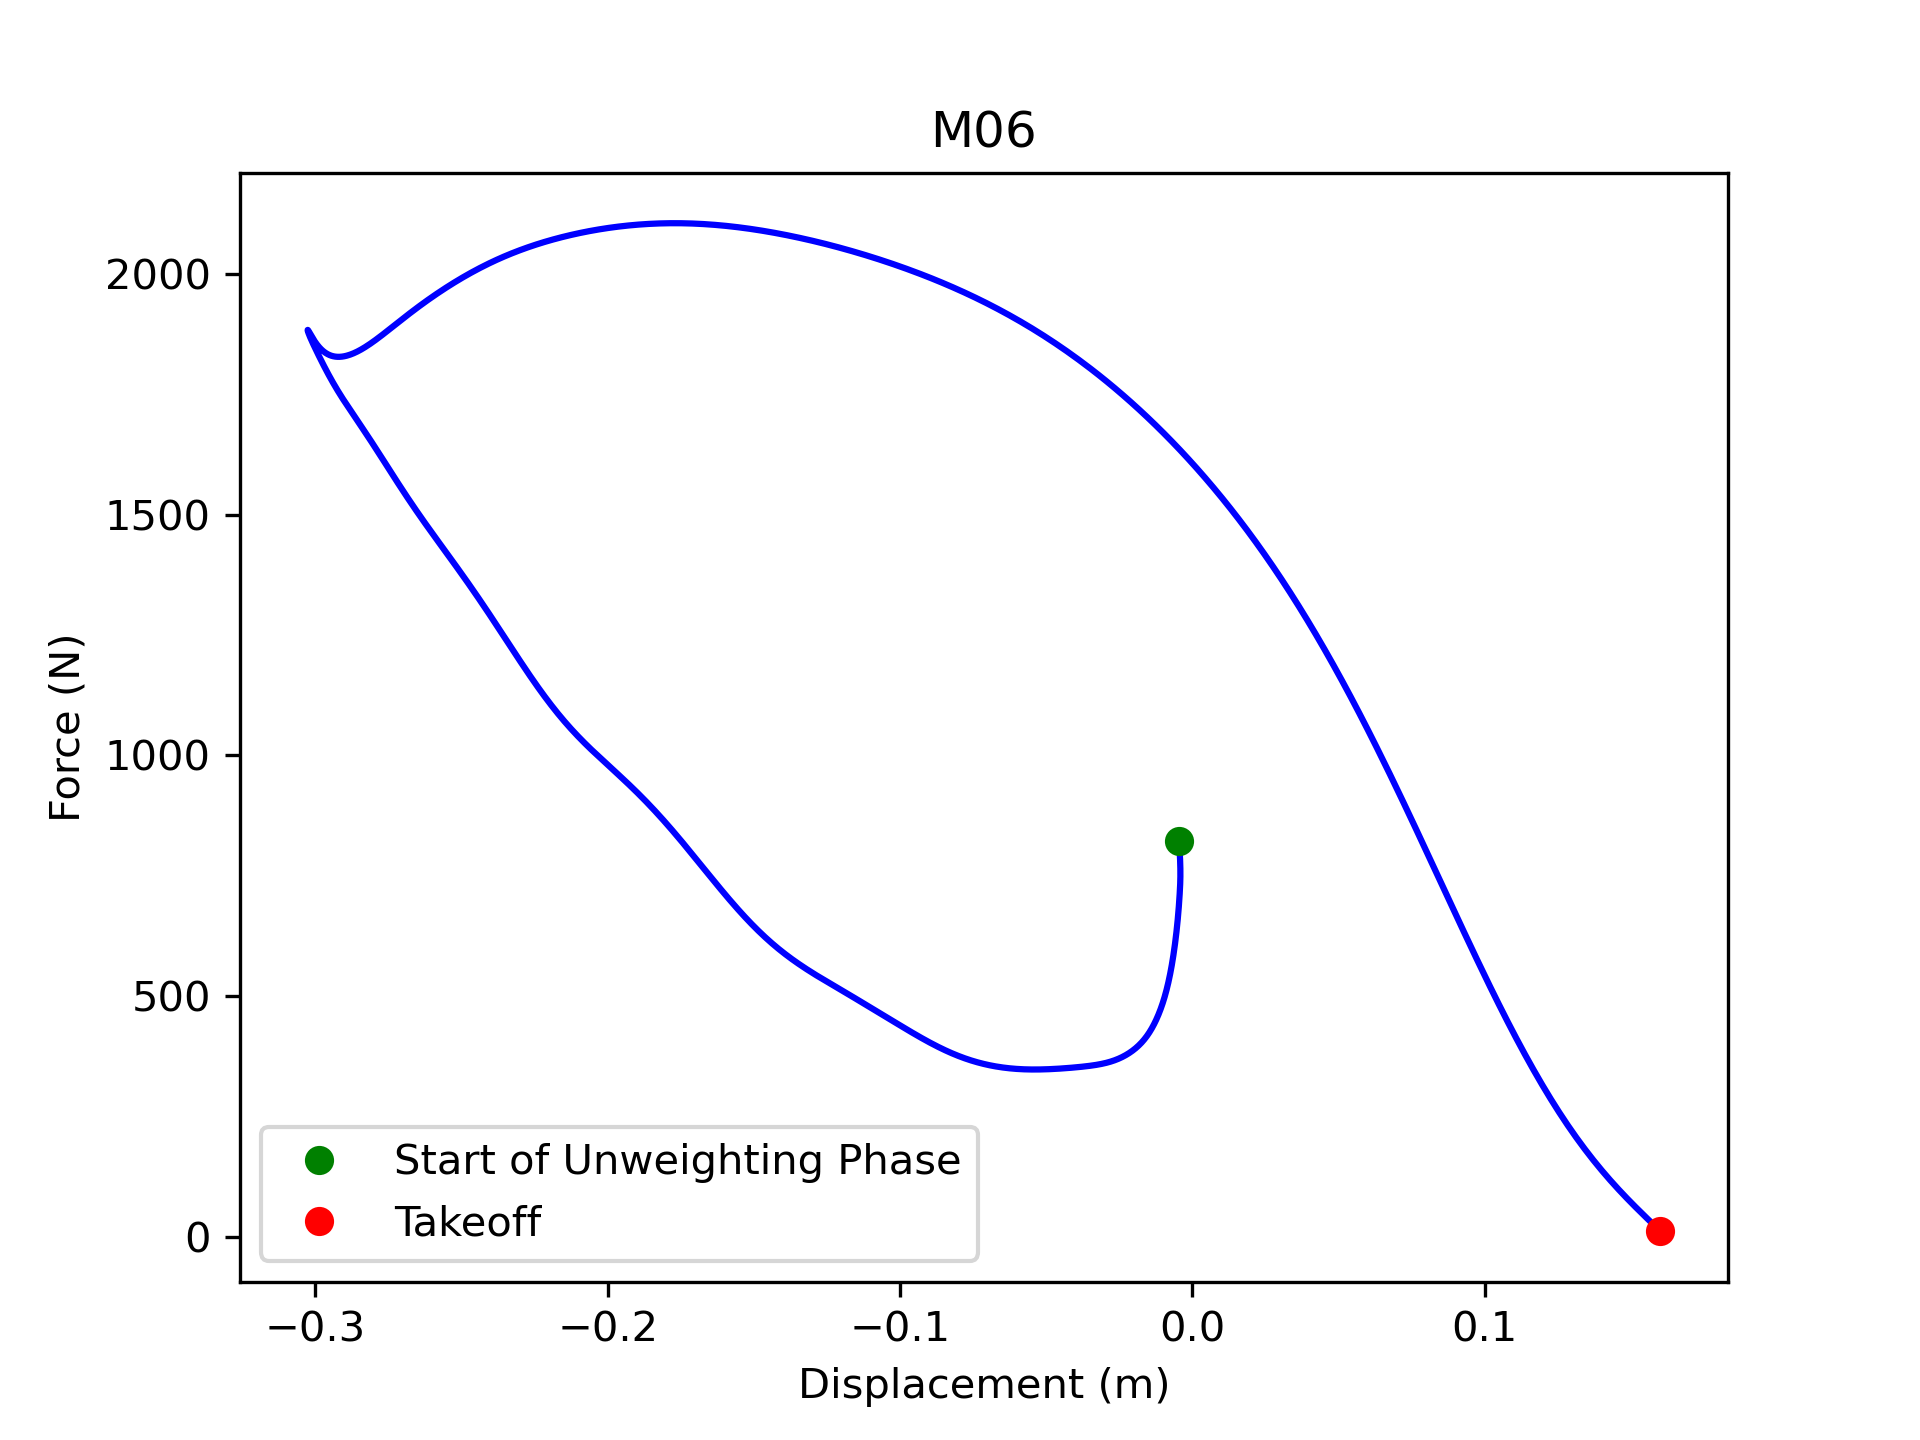 M06
2000
1500
1000
500
0
Force (N)
−0.3
−0.2
−0.1
0.0
0.1
Displacement (m)
Start of Unweighting Phase
Takeoff